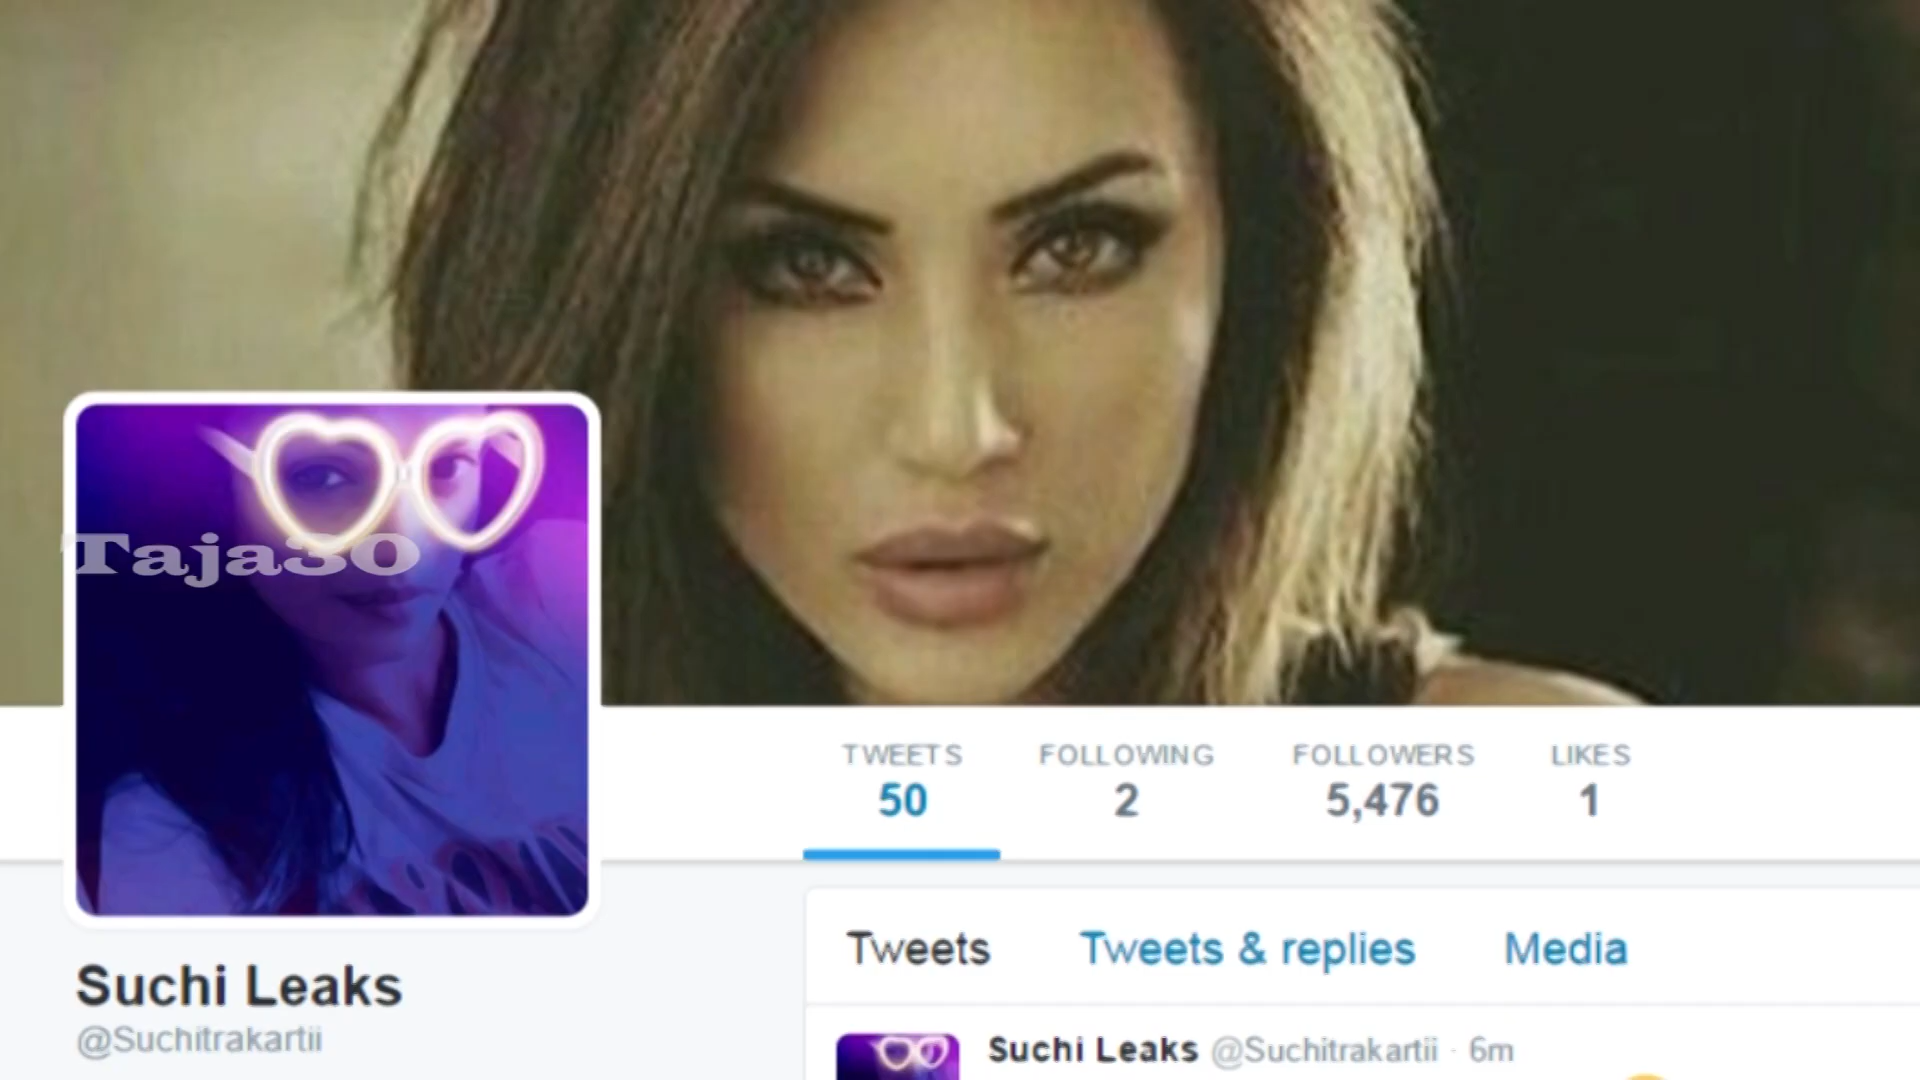 Taja30
TWEETS FOLLOWING FOLLOWERS LIKES
50 2 5,476 1
Suchi Leaks
@Suchitrakartii
Tweets Tweets & replies Media
Suchi Leaks @Suchitrakartii · 6m